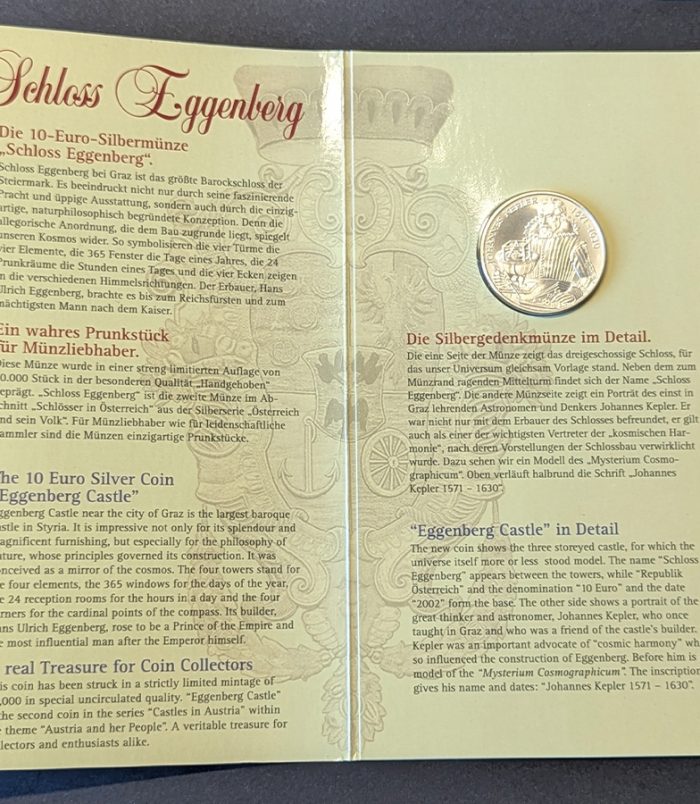 Schloss Eggenberg
Die 10-Euro-Silbermünze
„Schloss Eggenberg“.
Schloss Eggenberg bei Graz ist das größte Barockschloss der
Steiermark. Es beeindruckt nicht nur durch seine faszinierende
Pracht und üppige Ausstattung, sondern auch durch die einzig-
artige, naturphilosophisch begründete Konzeption. Denn die
allegorische Anordnung, die dem Bau zugrunde liegt, spiegelt
unseren Kosmos wider. So symbolisieren die vier Türme die
vier Elemente, die 365 Fenster die Tage eines Jahres, die 24
Prunkräume die Stunden eines Tages und die vier Ecken zeigen
in die verschiedenen Himmelsrichtungen. Der Erbauer, Hans
Ulrich Eggenberg, brachte es bis zum Reichsfürsten und zum
mächtigsten Mann nach dem Kaiser.
Ein wahres Prunkstück
für Münzliebhaber.
Diese Münze wurde in einer streng limitierten Auflage von
0.000 Stück in der besonderen Qualität „Handgehoben“
geprägt. „Schloss Eggenberg“ ist die zweite Münze im Ab-
schnitt „Schlösser in Österreich“ aus der Silberserie „Österreich
und sein Volk“. Für Münzliebhaber wie für leidenschaftliche
Sammler sind die Münzen einzigartige Prunkstücke.
The 10 Euro Silver Coin
“Eggenberg Castle”
ggenberg Castle near the city of Graz is the largest baroque
astle in Styria. It is impressive not only for its splendour and
agnificent furnishing, but especially for the philosophy of
ature, whose principles governed its construction. It was
onceived as a mirror of the cosmos. The four towers stand for
e four elements, the 365 windows for the days of the year,
e 24 reception rooms for the hours in a day and the four
rners for the cardinal points of the compass. Its builder,
ans Ulrich Eggenberg, rose to be a Prince of the Empire and
e most influential man after the Emperor himself.
real Treasure for Coin Collectors
is coin has been struck in a strictly limited mintage of
,000 in special uncirculated quality. “Eggenberg Castle”
the second coin in the series “Castles in Austria” within
e theme “Austria and her People”. A veritable treasure for
llectors and enthusiasts alike.
JOHANNES KEPLER 1571-1630
Die Silbergedenkmünze im Detail.
Die eine Seite der Münze zeigt das dreigeschossige Schloss, für
das unser Universum gleichsam Vorlage stand. Neben dem zum
Münzrand ragenden Mittelturm findet sich der Name „Schloss
Eggenberg“. Die andere Münzseite zeigt ein Porträt des einst in
Graz lehrenden Astronomen und Denkers Johannes Kepler. Er
war nicht nur mit dem Erbauer des Schlosses befreundet, er gilt
auch als einer der wichtigsten Vertreter der „kosmischen Har-
monie“, nach deren Vorstellungen der Schlossbau verwirklicht
wurde. Dazu sehen wir ein Modell des „Mysterium Cosmo-
graphicum“. Oben verläuft halbrund die Schrift „Johannes
Kepler 1571 – 1630“.
“Eggenberg Castle” in Detail
The new coin shows the three storeyed castle, for which the
universe itself more or less stood model. The name “Schloss
Eggenberg” appears between the towers, while “Republik
Österreich” and the denomination “10 Euro” and the date
“2002” form the base. The other side shows a portrait of the
great thinker and astronomer, Johannes Kepler, who once
taught in Graz and who was a friend of the castle’s builder.
Kepler was an important advocate of “cosmic harmony” wh
so influenced the construction of Eggenberg. Before him is
model of the “Mysterium Cosmographicum”. The inscription
gives his name and dates: “Johannes Kepler 1571 – 1630”.